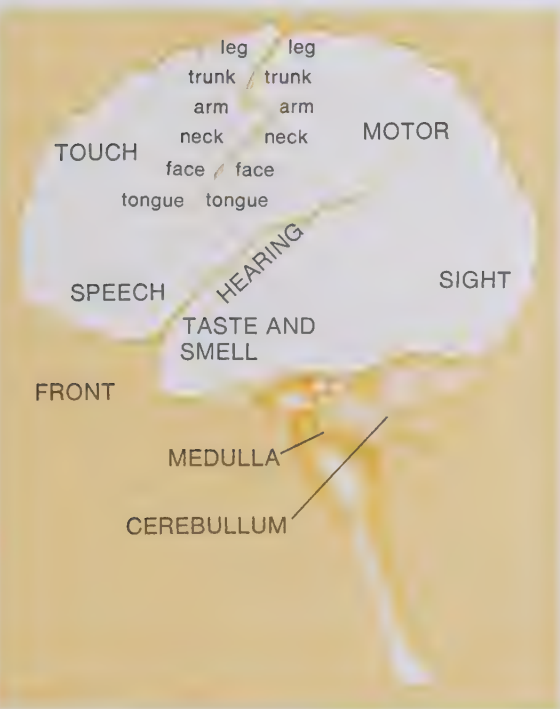 leg leg
trunk trunk
arm arm
neck neck
MOTOR
TOUCH
face face
tongue tongue
HEARING
SPEECH
SIGHT
TASTE AND
SMELL
FRONT
MEDULLA
CEREBULLUM